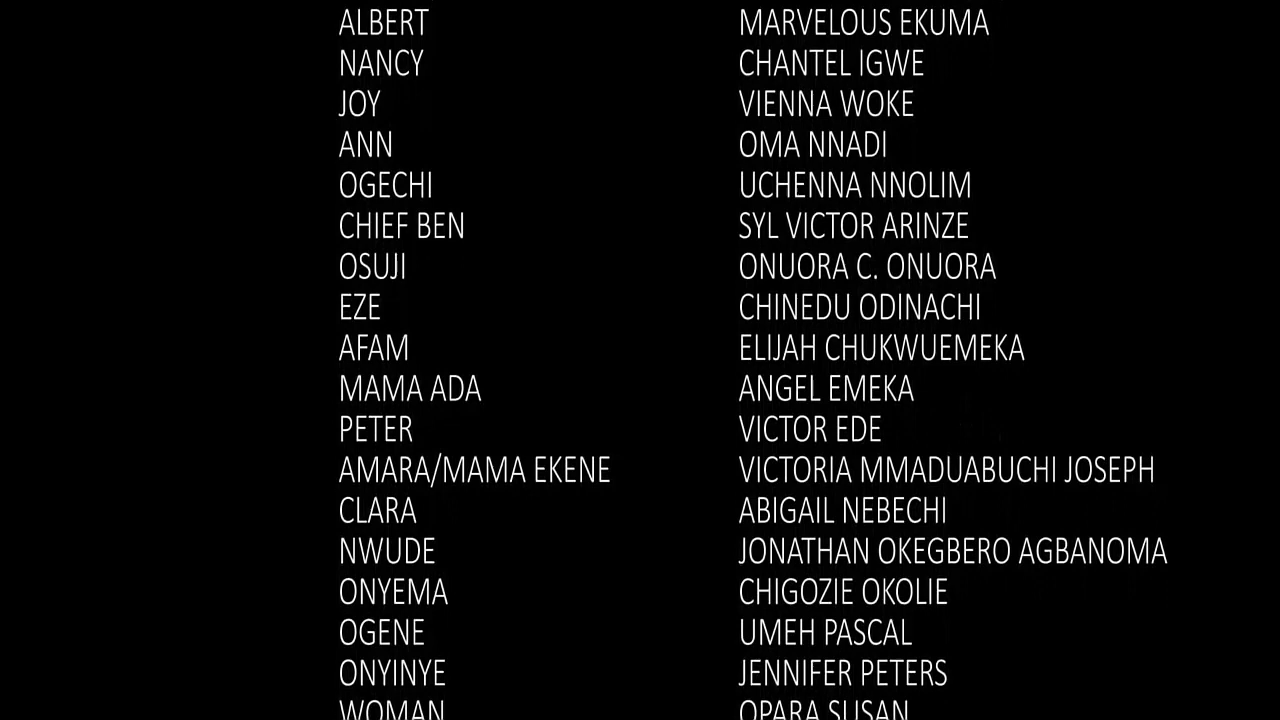 ALBERT MARVELOUS EKUMA
NANCY CHANTEL IGWE
JOY VIENNA WOKE
ANN OMA NNADI
OGECHI UCHENNA NNOLIM
CHIEF BEN SYL VICTOR ARINZE
OSUJI ONUORA C. ONUORA
EZE CHINEDU ODINACHI
AFAM ELIJAH CHUKWUEMEKA
MAMA ADA ANGEL EMEKA
PETER VICTOR EDE
AMARA/MAMA EKENE VICTORIA MMADUABUCHI JOSEPH
CLARA ABIGAIL NEBECHI
NWUDE JONATHAN OKEGBERO AGBANOMA
ONYEMA CHIGOZIE OKOLIE
OGENE UMEH PASCAL
ONYINYE JENNIFER PETERS
WOMAN OPARA SUSAN